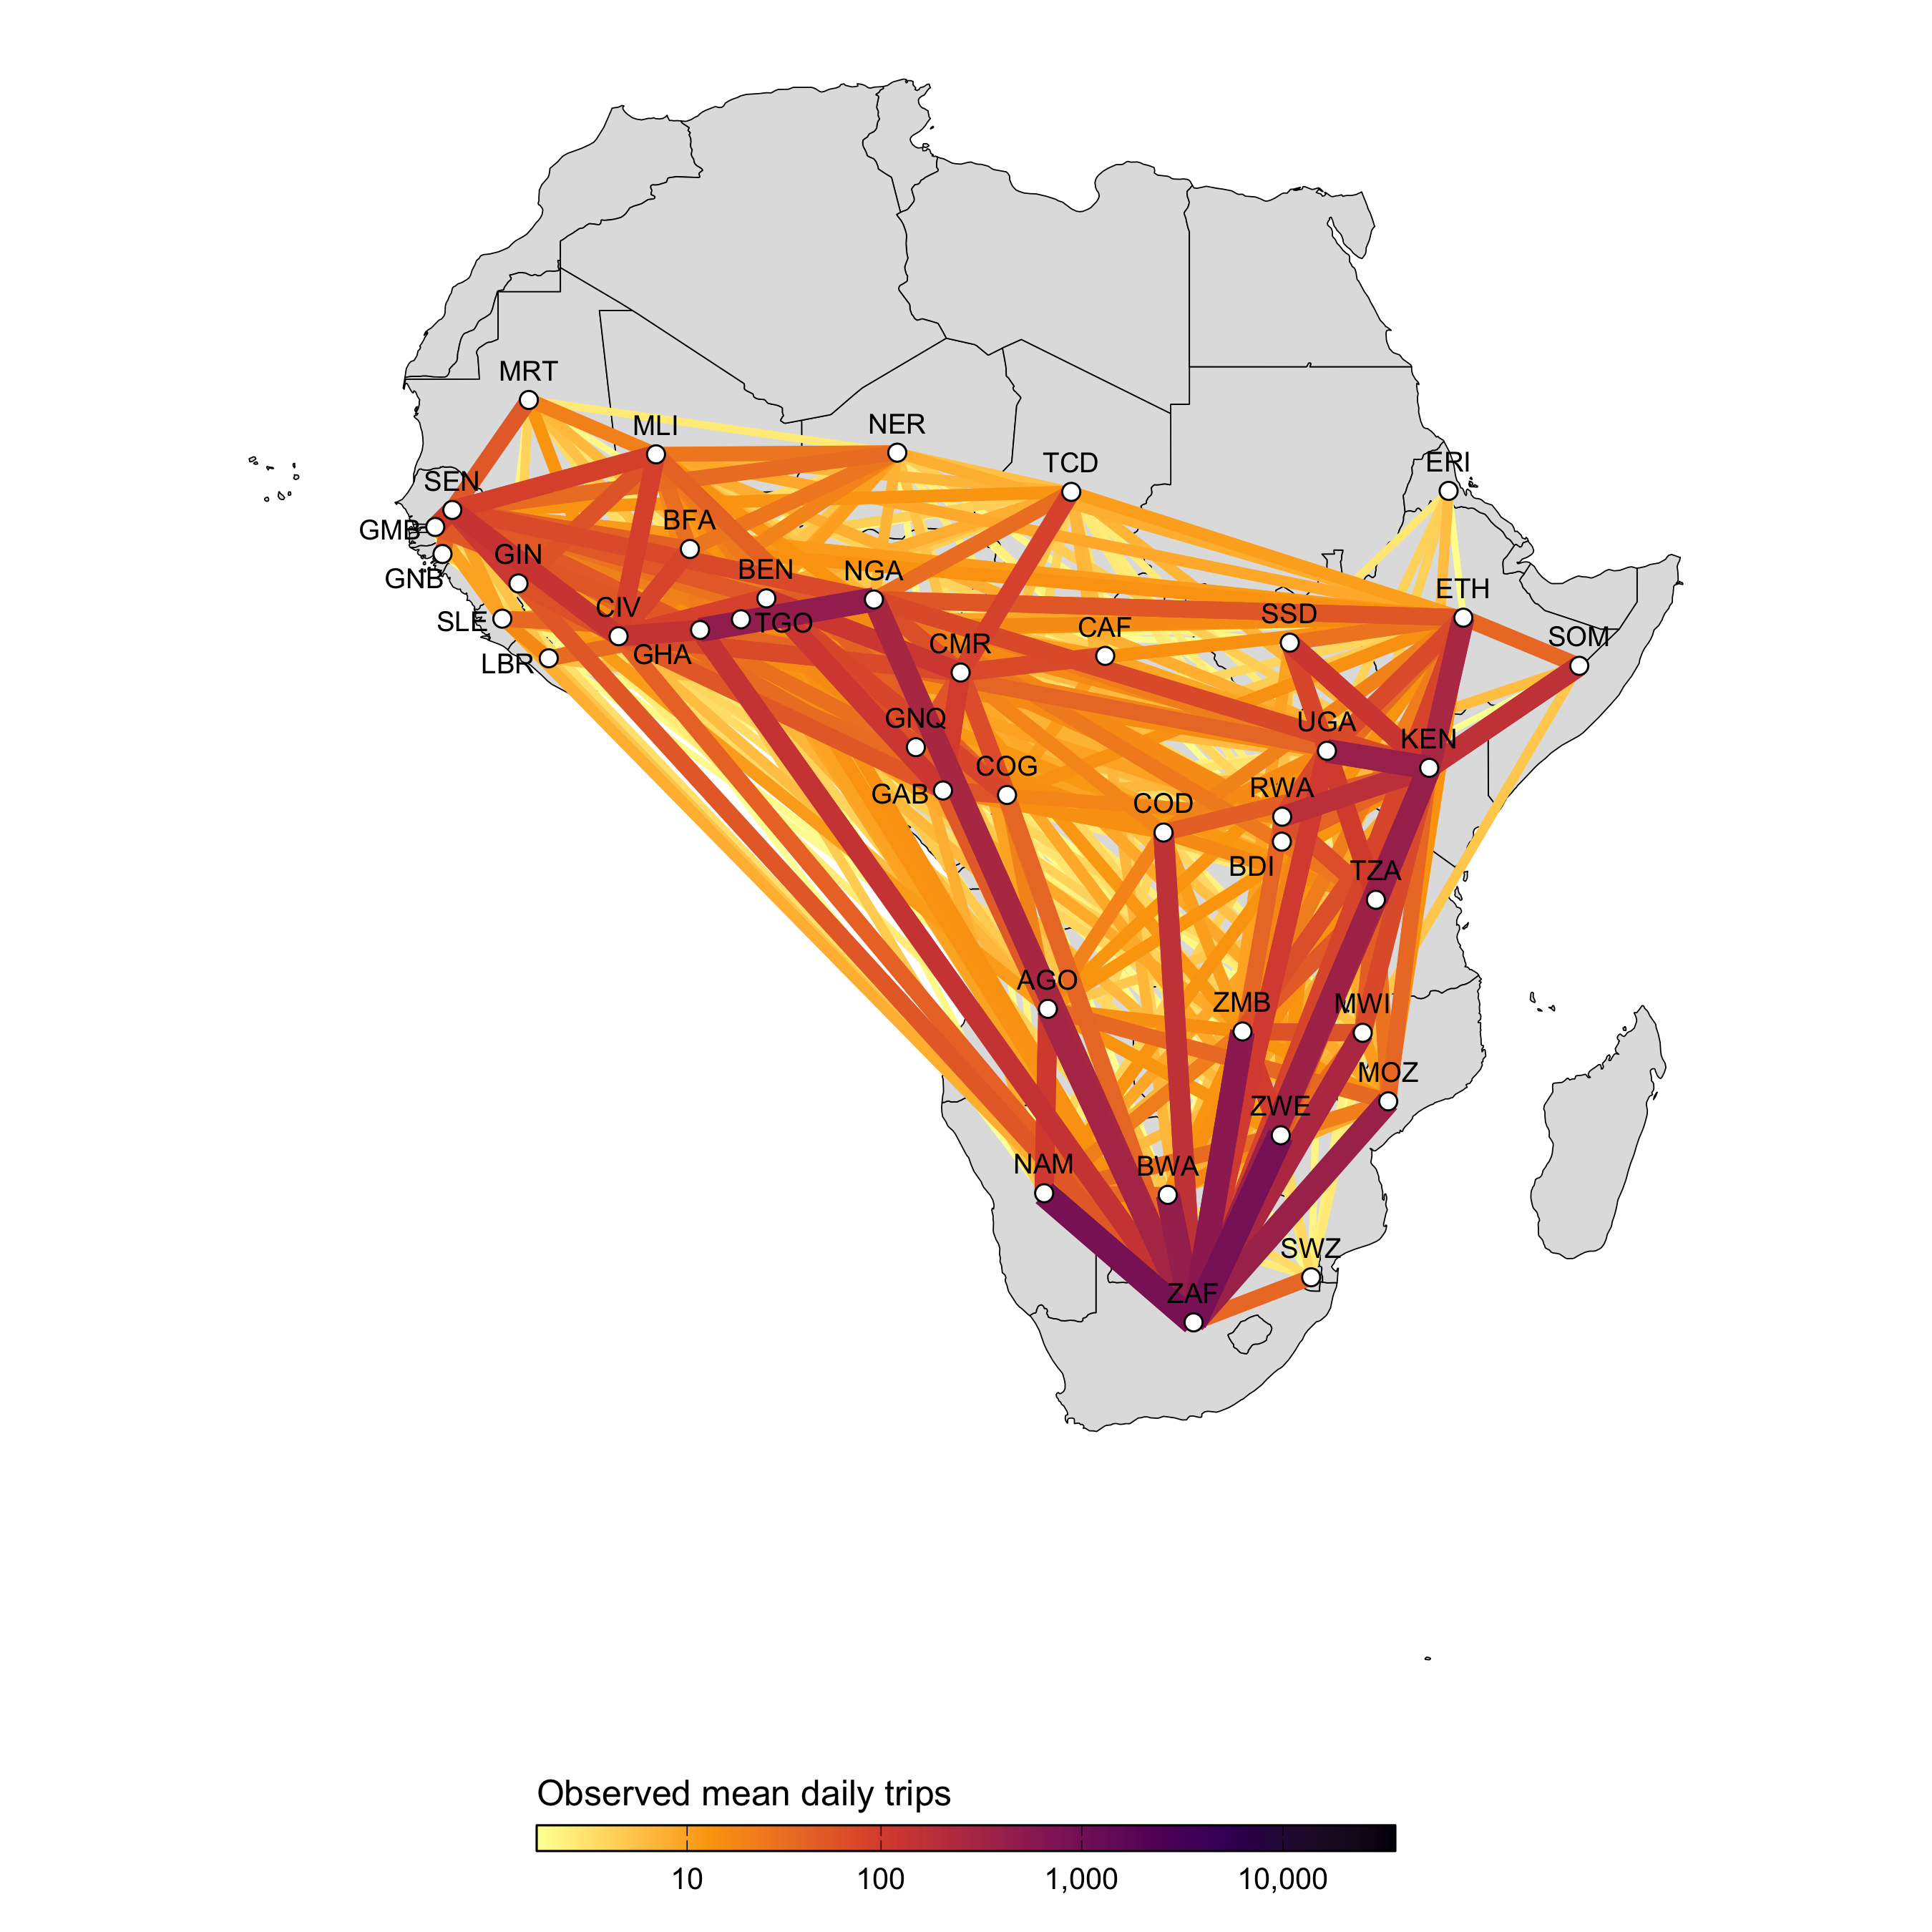 MRT
MLI
NER
TCD
ERI
SEN
GMB
BFA
GIN
GNB
BEN
NGA
ETH
CIV
SLE
TGO
SSD
CAF
SOM
CMR
GHA
LBR
GNQ
UGA
KEN
COG
GAB
RWA
COD
BDI
TZA
AGO
ZMB
MWI
MOZ
ZWE
NAM
BWA
SWZ
ZAF
Observed mean daily trips
10 100 1,000 10,000